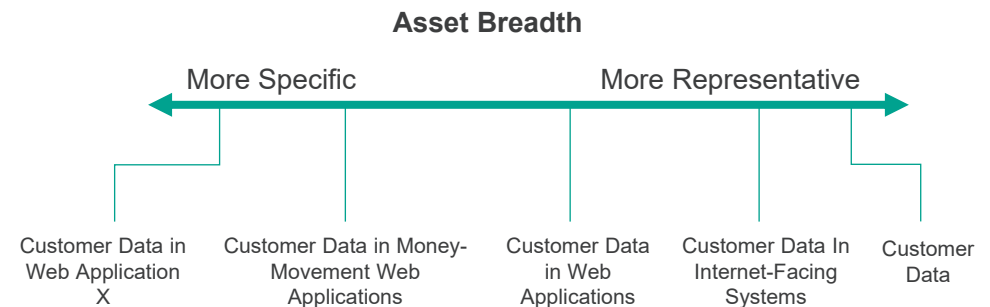 Asset Breadth
More Specific
More Representative
Customer Data in
Web Application
X
Customer Data in Money-
Movement Web
Applications
Customer Data
in Web
Applications
Customer Data In
Internet-Facing
Systems
Customer
Data